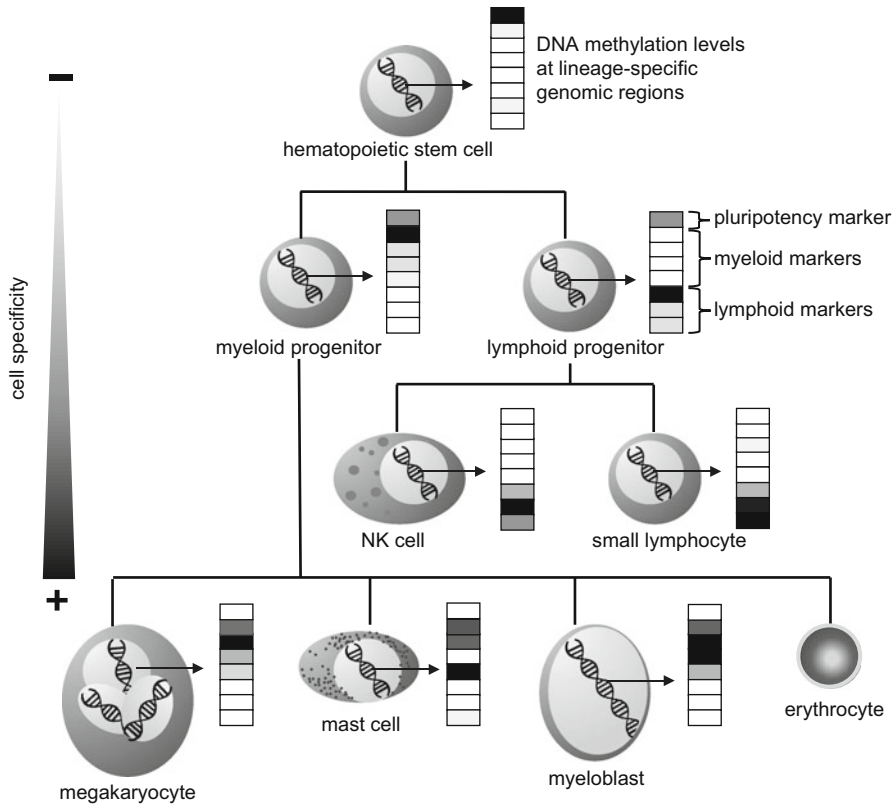 DNA methylation levels
at lineage-specific
genomic regions
hematopoietic stem cell
pluripotency marker
myeloid markers
lymphoid markers
myeloid progenitor
lymphoid progenitor
cell specificity
NK cell
small lymphocyte
+
megakaryocyte
mast cell
myeloblast
erythrocyte